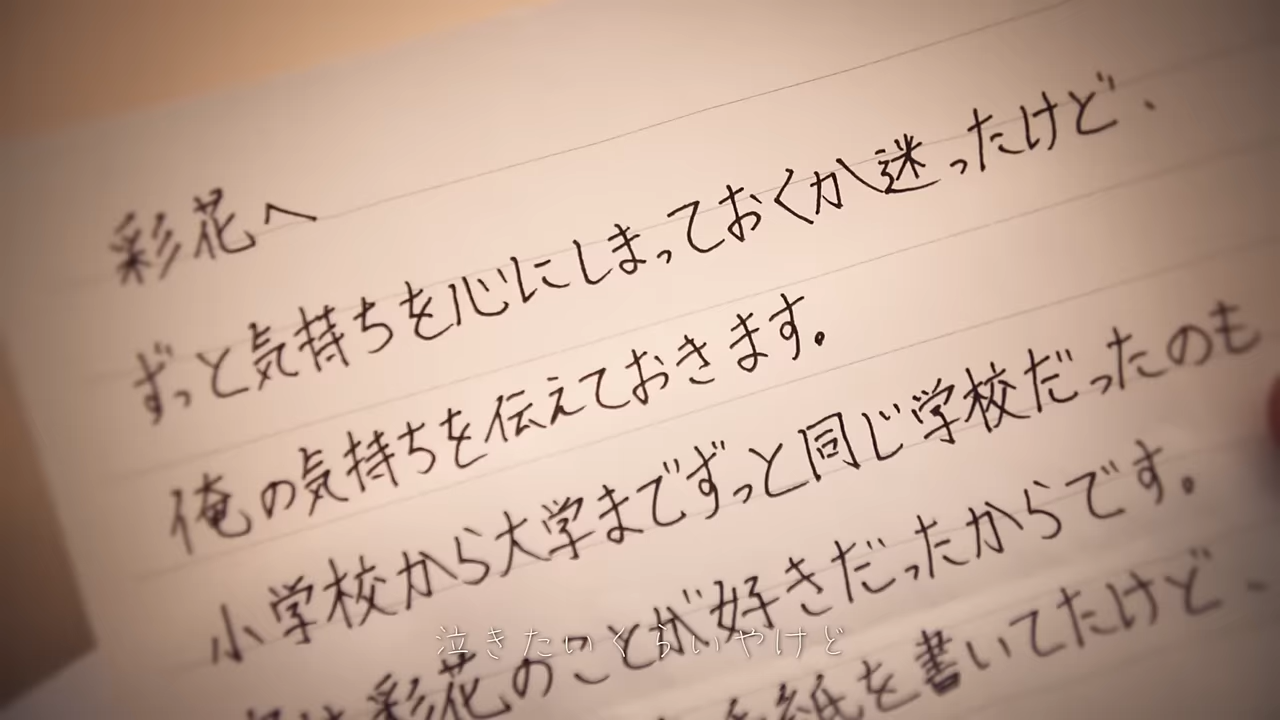 彩花へ
ずっと気持ちを心にしまっておくか迷ったけど、
俺の気持ちを伝えておきます。
小学校から大学までずっと同じ学校だったのも
彩花のことが好きだったからです。
手紙を書いてたけど、
泣きたいくらいやけど